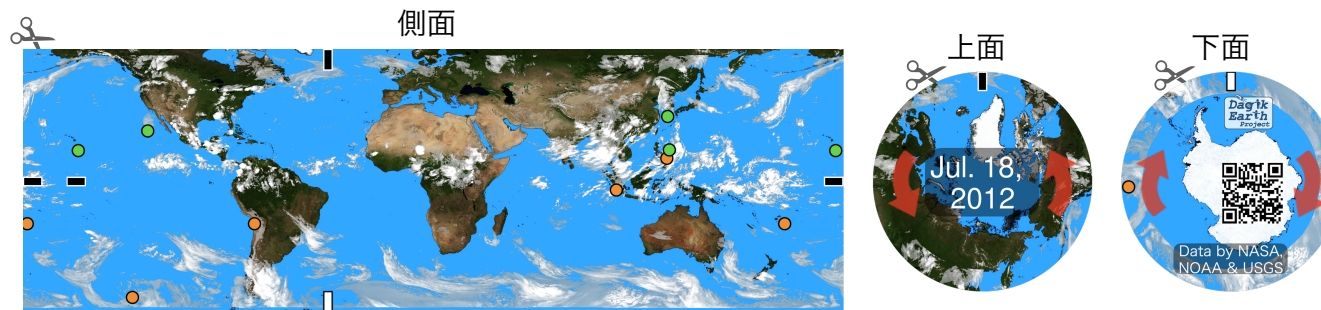 側面
上面
下面
Jul. 18,
2012
Dagik
Earth
Project
Data by NASA,
NOAA & USGS